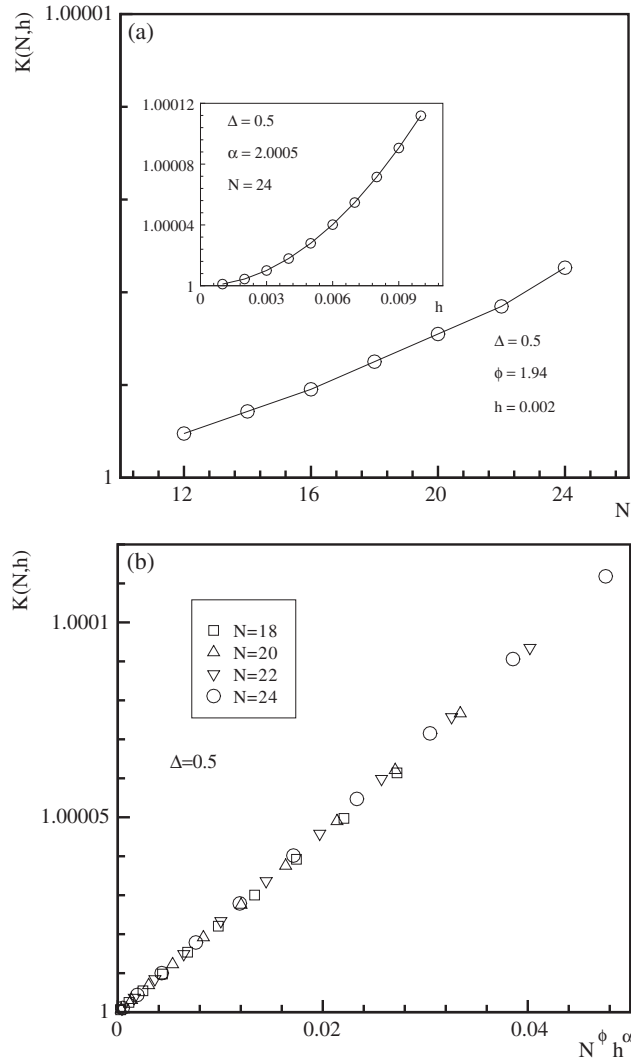 (a)
K(N,h)
1.00001
1
12
16
20
24
N
Δ = 0.5
ϕ = 1.94
h = 0.002
1.00012
1.00008
1.00004
1
0
0.003
0.006
0.009
h
Δ = 0.5
α = 2.0005
N = 24
(b)
K(N,h)
1.0001
1.00005
1
0
0.02
0.04
N^ϕ h^α
N=18
N=20
N=22
N=24
Δ=0.5